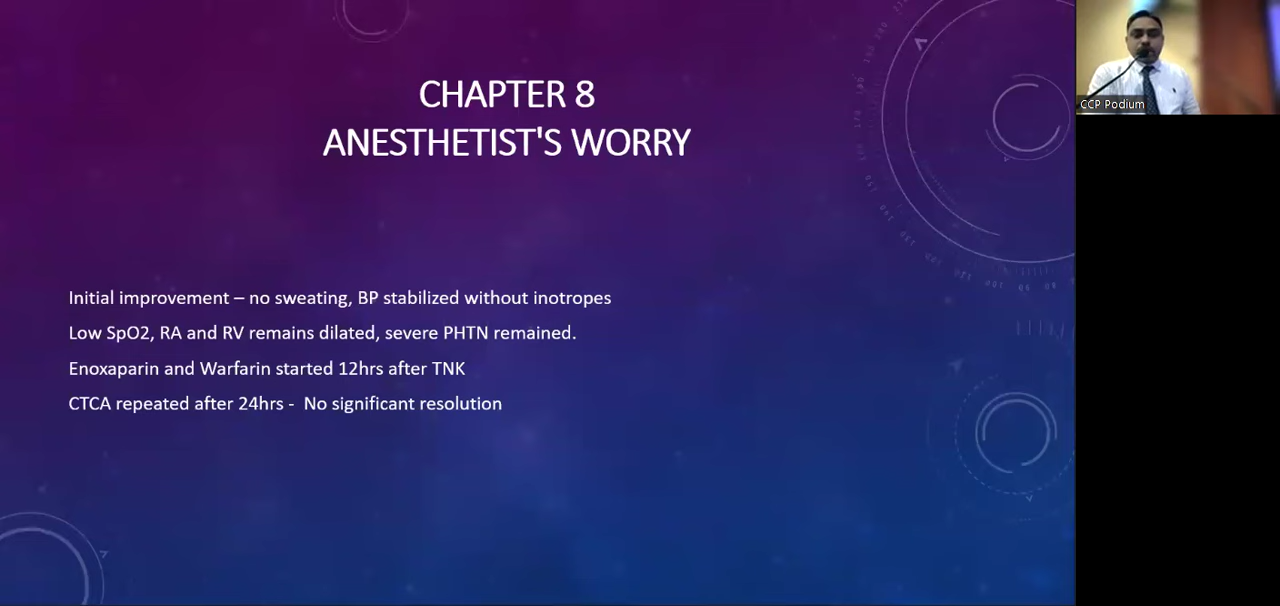 CHAPTER 8
ANESTHETIST'S WORRY
Initial improvement – no sweating, BP stabilized without inotropes
Low SpO2, RA and RV remains dilated, severe PHTN remained.
Enoxaparin and Warfarin started 12hrs after TNK
CTCA repeated after 24hrs -  No significant resolution
CCP Podium